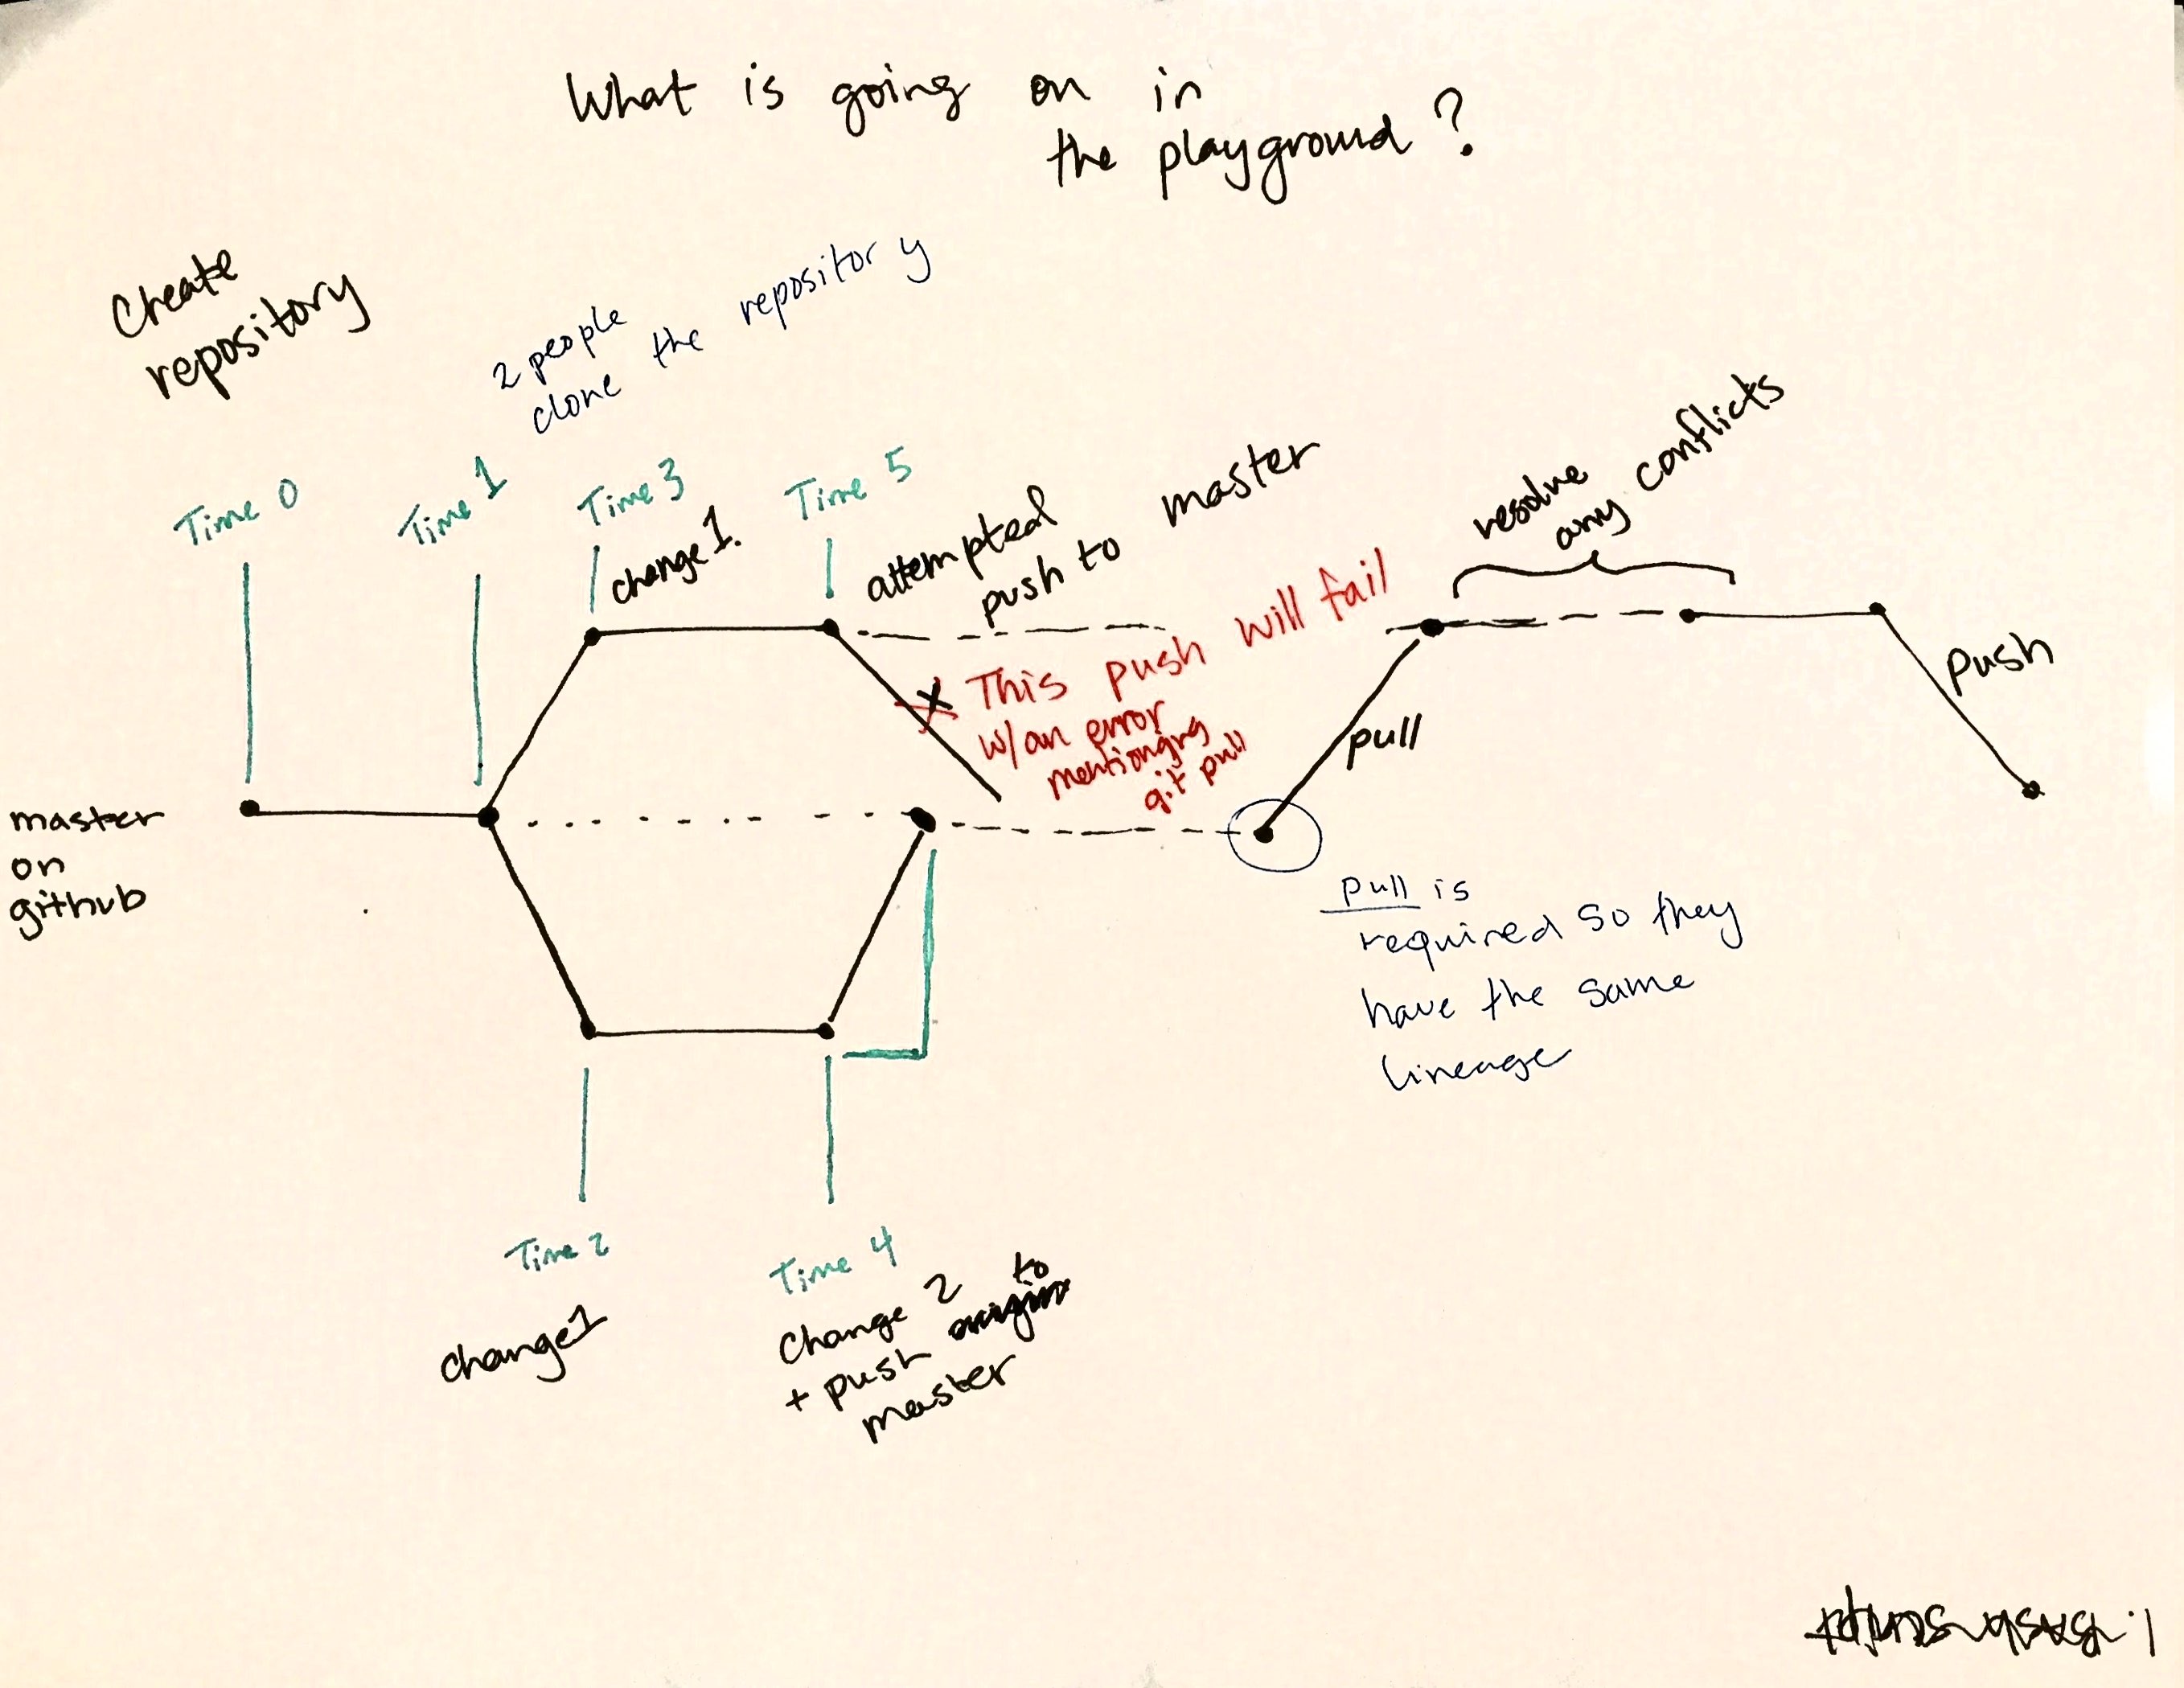 What is going on in
the playground?
Create
repository
2 people
clone the repository
Time 0
Time 1
Time 3
change 1.
Time 5
attempted
push to master
resolve
any conflicts
This push will fail
w/an error
mentiongng
git pull
pull
push
master
on
github
pull is
required so they
have the same
lineage
Time 2
change1
Time 4
Change 2 to
+ push origin
master